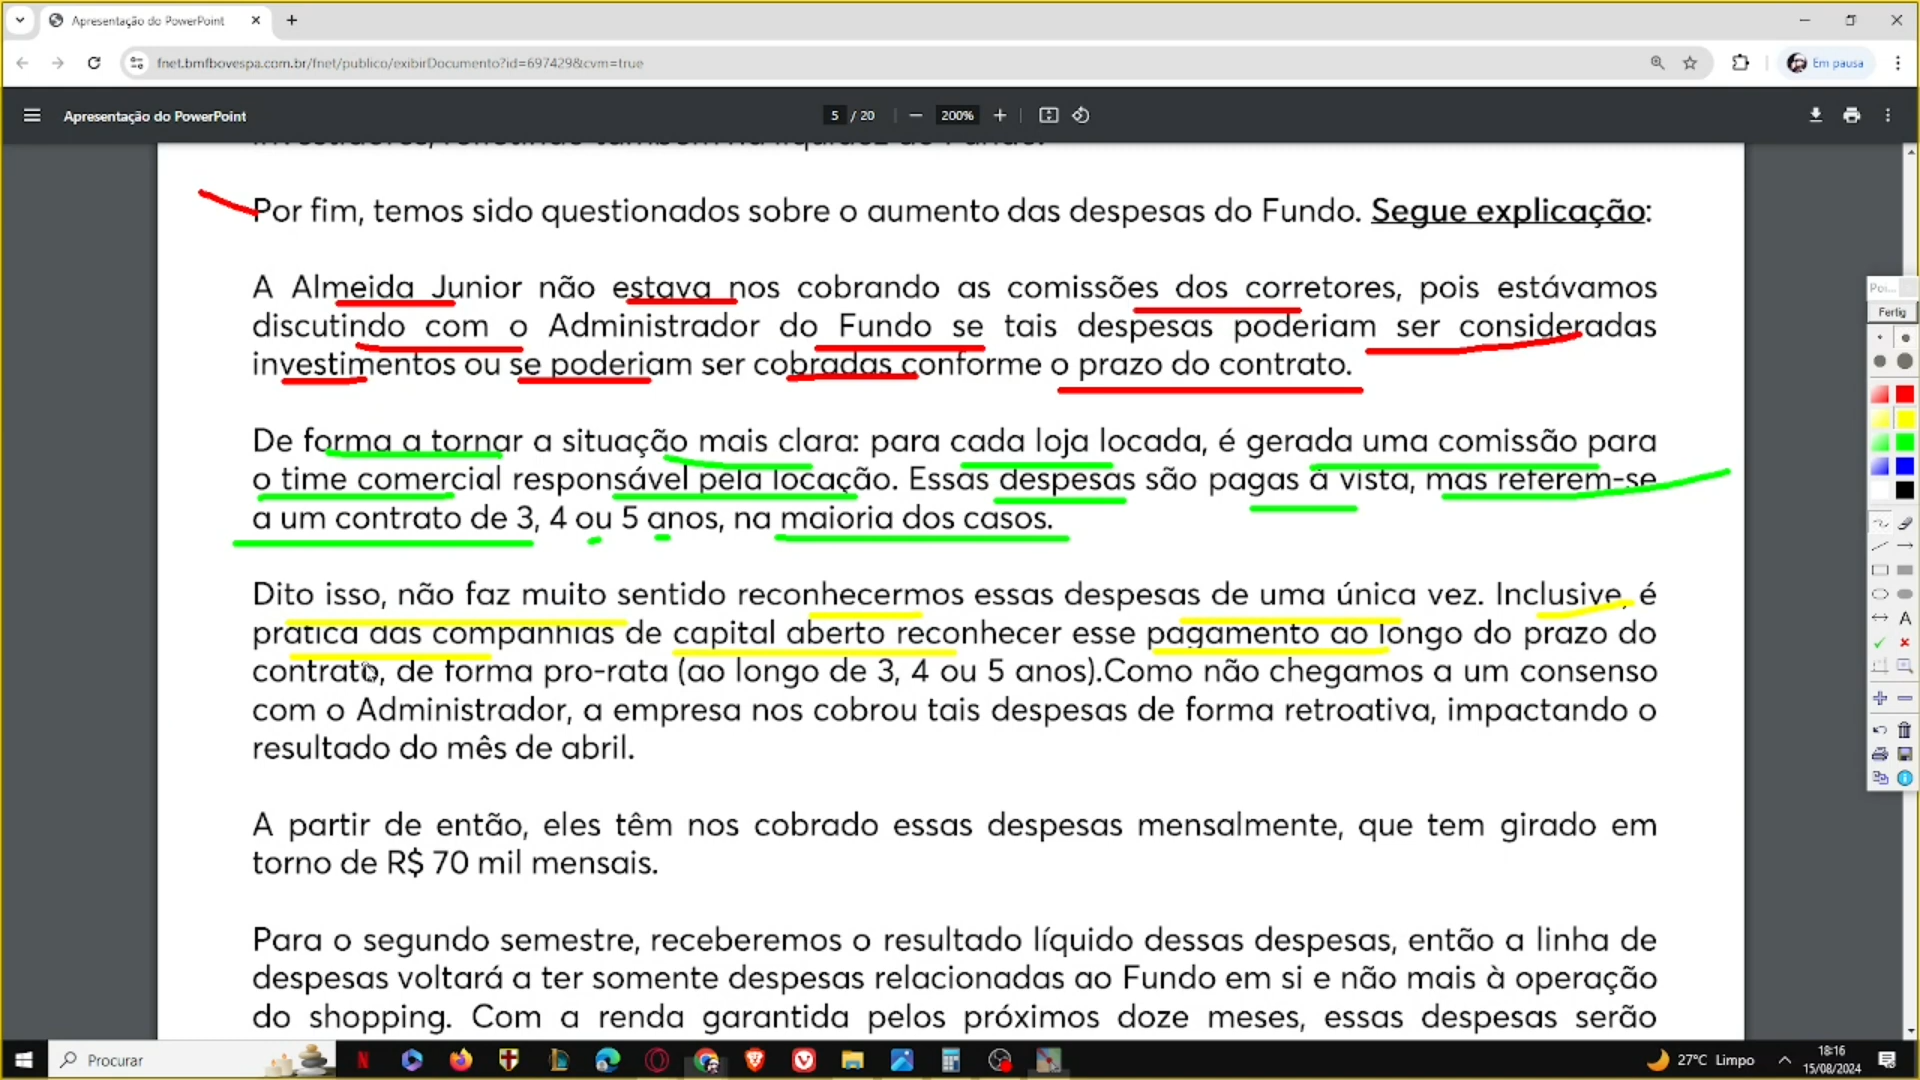 Apresentação do PowerPoint
fnet.bmfbovespa.com.br/fnet/publico/exibirDocumento?id=697429&cvm=true
Em pausa
Apresentação do PowerPoint
5 / 20
200%
Por fim, temos sido questionados sobre o aumento das despesas do Fundo. Segue explicação:
A Almeida Junior não estava nos cobrando as comissões dos corretores, pois estávamos
discutindo com o Administrador do Fundo se tais despesas poderiam ser consideradas
investimentos ou se poderiam ser cobradas conforme o prazo do contrato.
De forma a tornar a situação mais clara: para cada loja locada, é gerada uma comissão para
o time comercial responsável pela locação. Essas despesas são pagas à vista, mas referem-se
a um contrato de 3, 4 ou 5 anos, na maioria dos casos.
Dito isso, não faz muito sentido reconhecermos essas despesas de uma única vez. Inclusive, é
prática das companhias de capital aberto reconhecer esse pagamento ao longo do prazo do
contrato, de forma pro-rata (ao longo de 3, 4 ou 5 anos).Como não chegamos a um consenso
com o Administrador, a empresa nos cobrou tais despesas de forma retroativa, impactando o
resultado do mês de abril.
A partir de então, eles têm nos cobrado essas despesas mensalmente, que tem girado em
torno de R$ 70 mil mensais.
Para o segundo semestre, receberemos o resultado líquido dessas despesas, então a linha de
despesas voltará a ter somente despesas relacionadas ao Fundo em si e não mais à operação
do shopping. Com a renda garantida pelos próximos doze meses, essas despesas serão
Poi...
Fertig
A
Procurar
27°C Limpo
18:16
15/08/2024